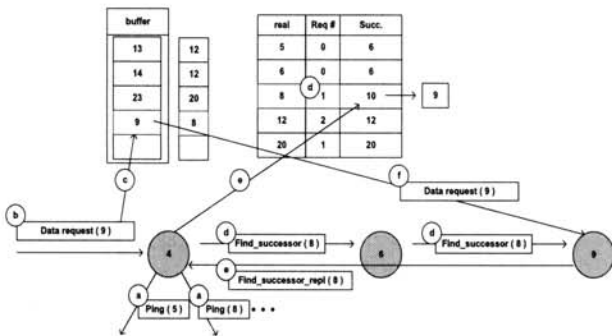 buffer
13
14
23
9
12
12
20
8
real Req # Succ.
5 0 6
6 0 6
8 1 10
12 2 12
20 1 20
d
9
c
e
f
Data request ( 9 )
b
Data request ( 9 )
4
d
Find_successor ( 8 )
6
d
Find_successor ( 8 )
9
e
Find_successor_repl ( 8 )
a
Ping ( 5 )
a
Ping ( 8 )